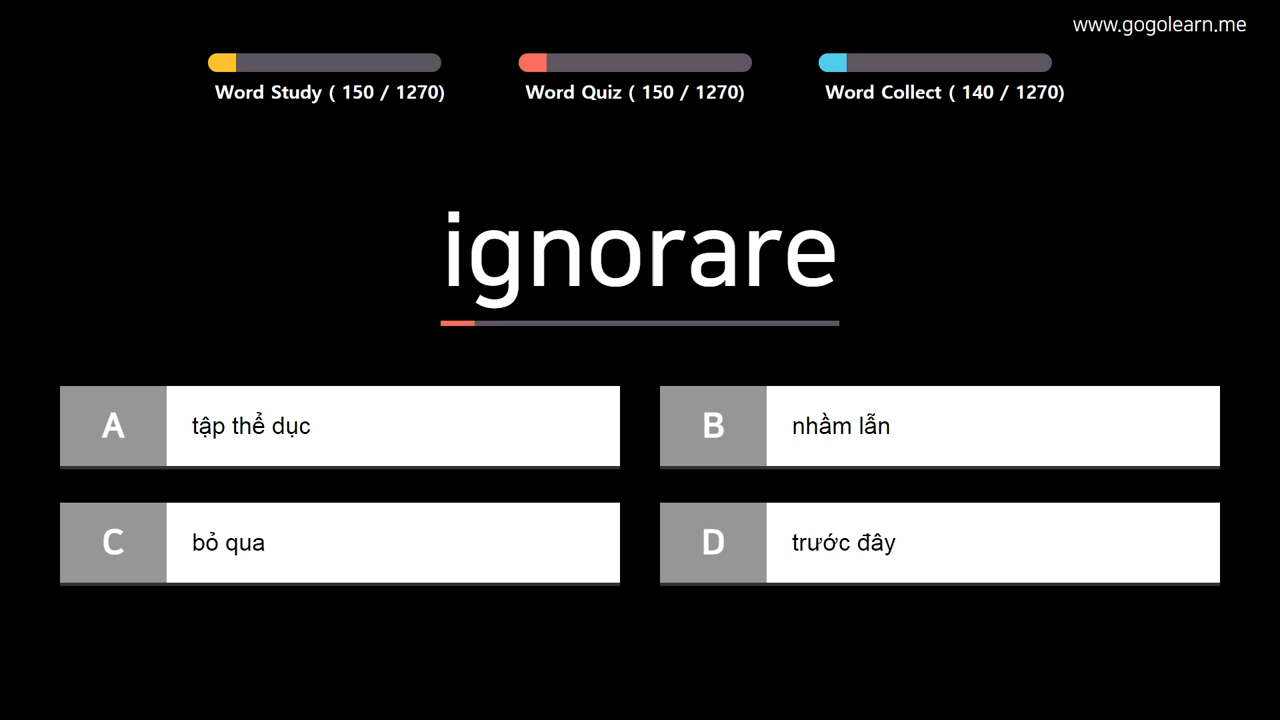 www.gogolearn.me
Word Study ( 150 / 1270)
Word Quiz ( 150 / 1270)
Word Collect ( 140 / 1270)
ignorare
A tập thể dục
B nhầm lẫn
C bỏ qua
D trước đây